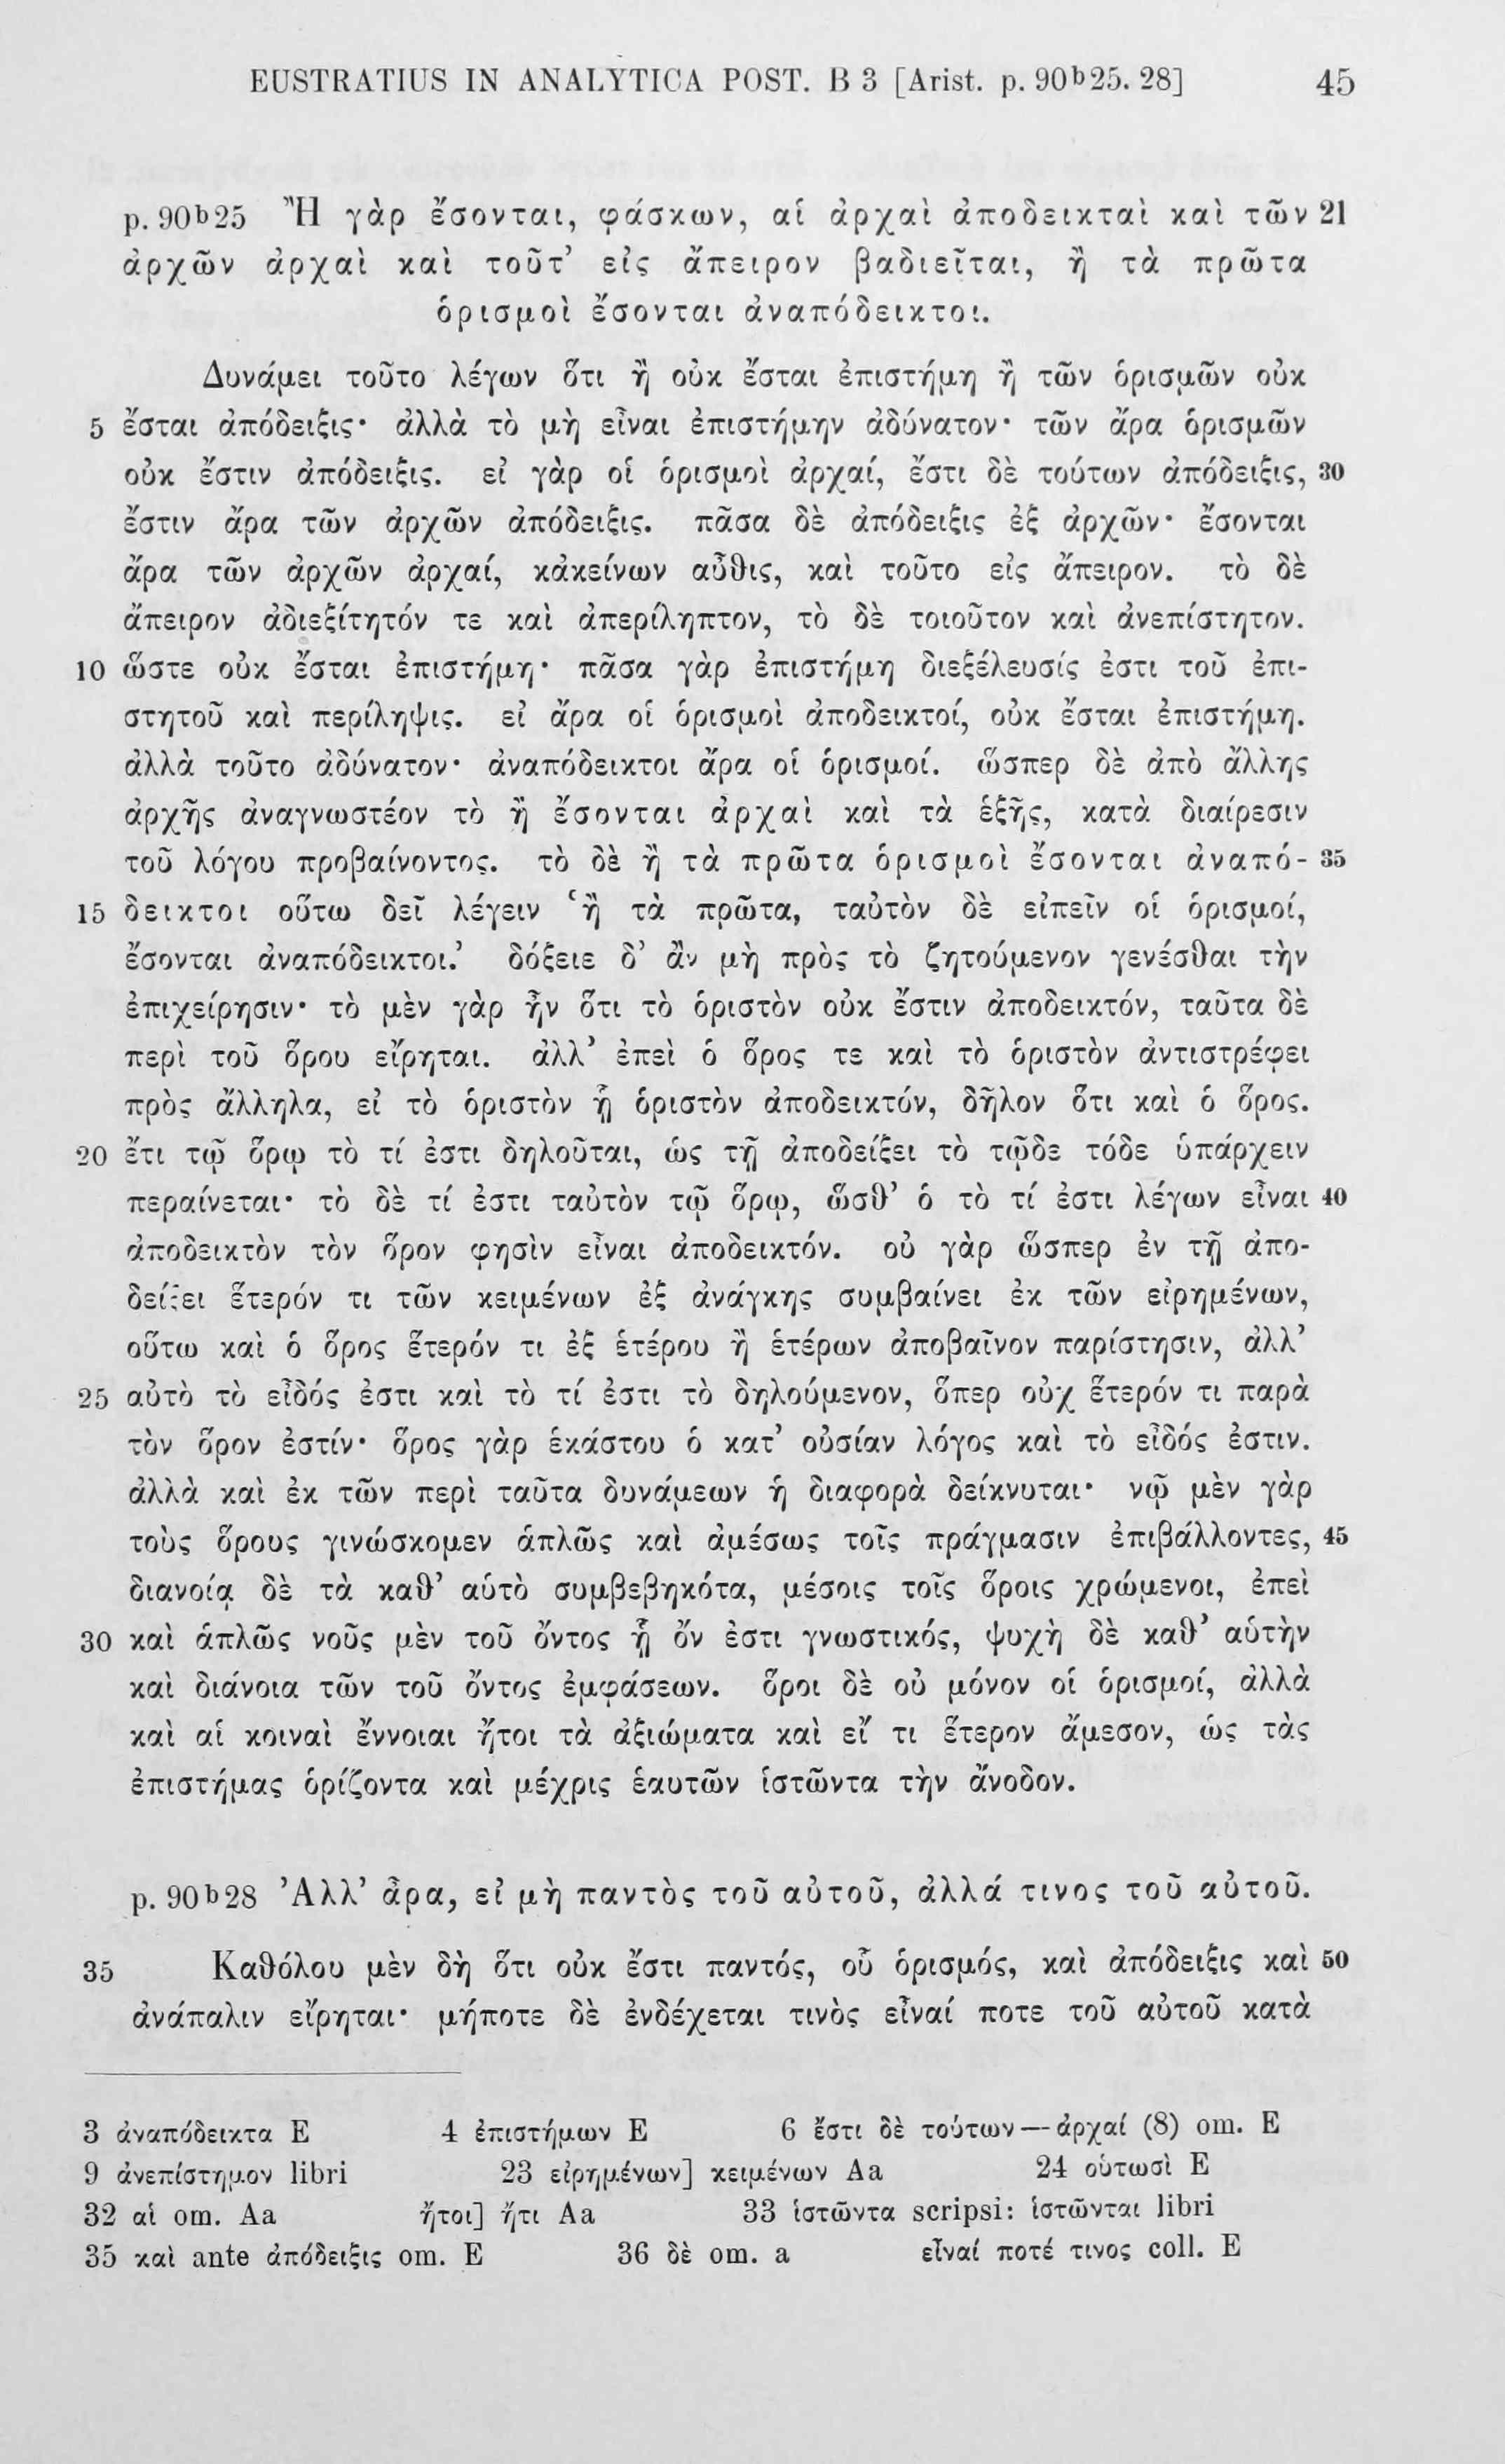 EUSTRATIUS IN ANALYTICA POST. B 3 [Arist. p. 90b25. 28] 45
p. 90b25 Ἢ γὰρ ἔσονται, φάσκων, αἱ ἀρχαὶ ἀποδεικταὶ καὶ τῶν 21
ἀρχῶν ἀρχαὶ καὶ τοῦτ’ εἰς ἄπειρον βαδιεῖται, ἢ τὰ πρῶτα
ὁρισμοὶ ἔσονται ἀναπόδεικτοι.
Δυνάμει τοῦτο λέγων ὅτι ἢ οὐκ ἔσται ἐπιστήμη ἢ τῶν ὁρισμῶν οὐκ
5 ἔσται ἀπόδειξις· ἀλλὰ τὸ μὴ εἶναι ἐπιστήμην ἀδύνατον· τῶν ἄρα ὁρισμῶν
οὐκ ἔστιν ἀπόδειξις. εἰ γὰρ οἱ ὁρισμοὶ ἀρχαί, ἔστι δὲ τούτων ἀπόδειξις, 30
ἔστιν ἄρα τῶν ἀρχῶν ἀπόδειξις. πᾶσα δὲ ἀπόδειξις ἐξ ἀρχῶν· ἔσονται
ἄρα τῶν ἀρχῶν ἀρχαί, κἀκείνων αὖθις, καὶ τοῦτο εἰς ἄπειρον. τὸ δὲ
ἄπειρον ἀδιεξίτητόν τε καὶ ἀπερίληπτον, τὸ δὲ τοιοῦτον καὶ ἀνεπίστητον.
10 ὥστε οὐκ ἔσται ἐπιστήμη· πᾶσα γὰρ ἐπιστήμη διεξέλευσίς ἐστι τοῦ ἐπι-
στητοῦ καὶ περίληψις. εἰ ἄρα οἱ ὁρισμοὶ ἀποδεικτοί, οὐκ ἔσται ἐπιστήμη.
ἀλλὰ τοῦτο ἀδύνατον· ἀναπόδεικτοι ἄρα οἱ ὁρισμοί. ὥσπερ δὲ ἀπὸ ἄλλης
ἀρχῆς ἀναγνωστέον τὸ ἢ ἔσονται ἀρχαὶ καὶ τὰ ἑξῆς, κατὰ διαίρεσιν
τοῦ λόγου προβαίνοντος. τὸ δὲ ἢ τὰ πρῶτα ὁρισμοὶ ἔσονται ἀναπό- 35
15 δεικτοι οὕτω δεῖ λέγειν ‘ἢ τὰ πρῶτα, ταὐτὸν δὲ εἰπεῖν οἱ ὁρισμοί,
ἔσονται ἀναπόδεικτοι.’ δόξειε δ’ ἂν μὴ πρὸς τὸ ζητούμενον γενέσθαι τὴν
ἐπιχείρησιν· τὸ μὲν γὰρ ἦν ὅτι τὸ ὁριστὸν οὐκ ἔστιν ἀποδεικτόν, ταῦτα δὲ
περὶ τοῦ ὅρου εἴρηται. ἀλλ’ ἐπεὶ ὁ ὅρος τε καὶ τὸ ὁριστὸν ἀντιστρέφει
πρὸς ἄλληλα, εἰ τὸ ὁριστὸν ᾗ ὁριστὸν ἀποδεικτόν, δῆλον ὅτι καὶ ὁ ὅρος.
20 ἔτι τῷ ὅρῳ τὸ τί ἐστι δηλοῦται, ὡς τῇ ἀποδείξει τὸ τῷδε τόδε ὑπάρχειν
περαίνεται· τὸ δὲ τί ἐστι ταὐτὸν τῷ ὅρῳ, ὥσθ’ ὁ τὸ τί ἐστι λέγων εἶναι 40
ἀποδεικτὸν τὸν ὅρον φησὶν εἶναι ἀποδεικτόν. οὐ γὰρ ὥσπερ ἐν τῇ ἀπο-
δείξει ἕτερόν τι τῶν κειμένων ἐξ ἀνάγκης συμβαίνει ἐκ τῶν εἰρημένων,
οὕτω καὶ ὁ ὅρος ἕτερόν τι ἐξ ἑτέρου ἢ ἑτέρων ἀποβαῖνον παρίστησιν, ἀλλ’
25 αὐτὸ τὸ εἶδός ἐστι καὶ τὸ τί ἐστι τὸ δηλούμενον, ὅπερ οὐχ ἕτερόν τι παρὰ
τὸν ὅρον ἐστίν· ὅρος γὰρ ἑκάστου ὁ κατ’ οὐσίαν λόγος καὶ τὸ εἶδός ἐστιν.
ἀλλὰ καὶ ἐκ τῶν περὶ ταῦτα δυνάμεων ἡ διαφορὰ δείκνυται· νῷ μὲν γὰρ
τοὺς ὅρους γινώσκομεν ἁπλῶς καὶ ἀμέσως τοῖς πράγμασιν ἐπιβάλλοντες, 45
διανοίᾳ δὲ τὰ καθ’ αὑτὸ συμβεβηκότα, μέσοις τοῖς ὅροις χρώμενοι, ἐπεὶ
30 καὶ ἁπλῶς νοῦς μὲν τοῦ ὄντος ᾗ ὄν ἐστι γνωστικός, ψυχὴ δὲ καθ’ αὑτὴν
καὶ διάνοια τῶν τοῦ ὄντος ἐμφάσεων. ὅροι δὲ οὐ μόνον οἱ ὁρισμοί, ἀλλὰ
καὶ αἱ κοιναὶ ἔννοιαι ἤτοι τὰ ἀξιώματα καὶ εἴ τι ἕτερον ἄμεσον, ὡς τὰς
ἐπιστήμας ὁρίζοντα καὶ μέχρις ἑαυτῶν ἱστῶντα τὴν ἄνοδον.
p. 90b28 Ἀλλ’ ἆρα, εἰ μὴ παντὸς τοῦ αὐτοῦ, ἀλλά τινος τοῦ αὐτοῦ.
35 Καθόλου μὲν δὴ ὅτι οὐκ ἔστι παντός, οὗ ὁρισμός, καὶ ἀπόδειξις καὶ 50
ἀνάπαλιν εἴρηται· μήποτε δὲ ἐνδέχεται τινὸς εἶναί ποτε τοῦ αὐτοῦ κατὰ
3 ἀναπόδεικτα E 4 ἐπιστήμων E 6 ἔστι δὲ τούτων — ἀρχαί (8) om. E
9 ἀνεπίστημον libri 23 εἰρημένων] κειμένων Aa 24 οὑτωσὶ E
32 αἱ om. Aa ἤτοι] ἤτι Aa 33 ἱστῶντα scripsi: ἱστῶνται libri
35 καὶ ante ἀπόδειξις om. E 36 δὲ om. a εἶναί ποτέ τινος coll. E